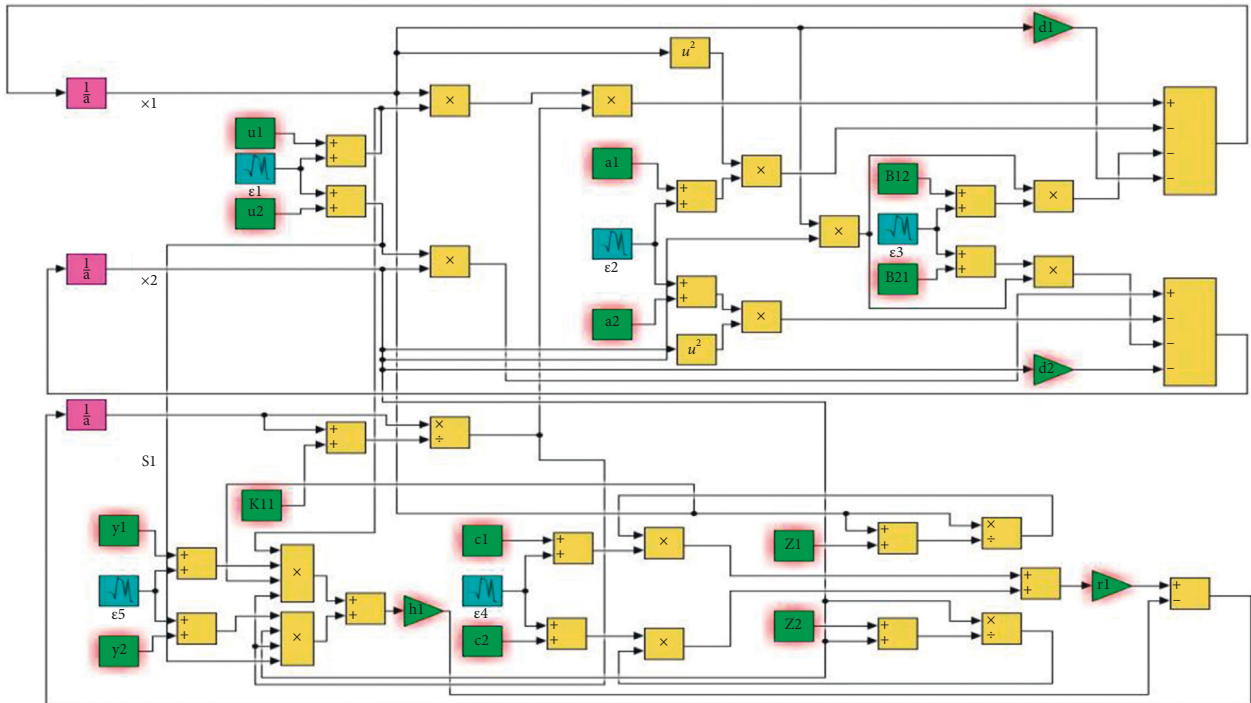 d1
u²
1/a
×1
×
×
u1
+
+
+
−
−
−
ε1
a1
×
+
+
B12
×
+
+
u2
+
+
+
+
×
ε2
ε3
×2
1/a
×
+
+
B21
×
+
+
a2
×
+
−
−
−
u²
d2
1/a
+
+
×
÷
S1
K11
y1
c1
+
+
×
Z1
+
+
×
÷
+
+
×
ε5
ε4
+
+
r1
+
−
+
+
h1
+
+
×
y2
c2
+
+
×
Z2
+
+
×
÷